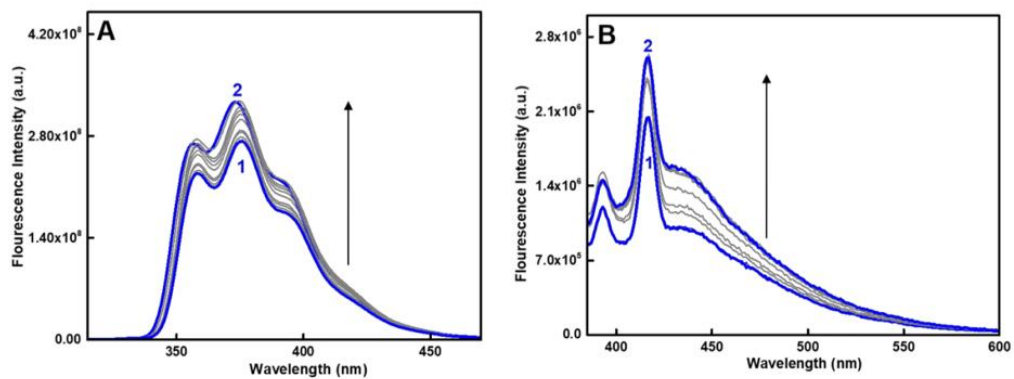 A
4.20x10⁸
2.80x10⁸
1.40x10⁸
0.00
Flourescence Intensity (a.u.)
2
1
350
400
450
Wavelength (nm)
B
2.8x10⁶
2.1x10⁶
1.4x10⁶
7.0x10⁵
0.0
Flourescence Intensity (a.u.)
2
1
400
450
500
550
600
Wavelength (nm)